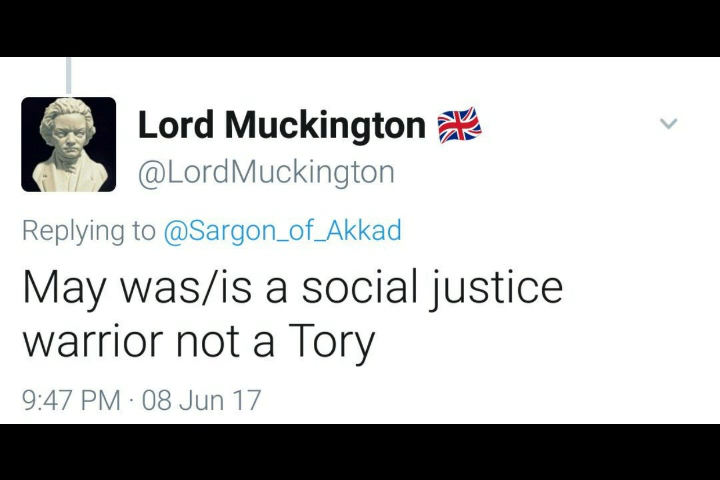 Lord Muckington 🇬🇧
@LordMuckington
Replying to @Sargon_of_Akkad
May was/is a social justice
warrior not a Tory
9:47 PM · 08 Jun 17